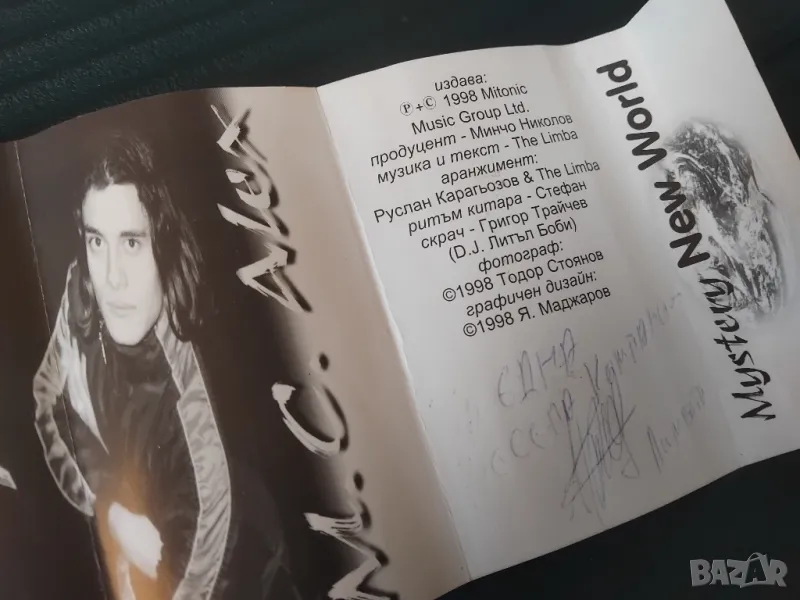 M.C. Alex
издава:
℗+© 1998 Mitonic
Music Group Ltd.
продуцент - Минчо Николов
музика и текст - The Limba
аранжимент:
Руслан Карагьозов & The Limba
ритъм китара - Стефан
скрач - Григор Трайчев
(D.J. Литъл Боби)
фотограф:
©1998 Тодор Стоянов
графичен дизайн:
©1998 Я. Маджаров
ЕДНА
Mystery New World
BAZAR